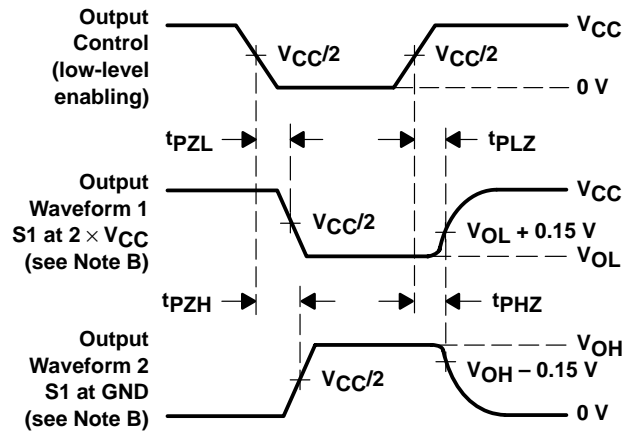 Output
Control
(low-level
enabling)
VCC/2
VCC/2
VCC
0 V
tPZL
tPLZ
Output
Waveform 1
S1 at 2 × VCC
(see Note B)
VCC/2
VCC
VOL + 0.15 V
VOL
tPZH
tPHZ
Output
Waveform 2
S1 at GND
(see Note B)
VCC/2
VOH
VOH − 0.15 V
0 V